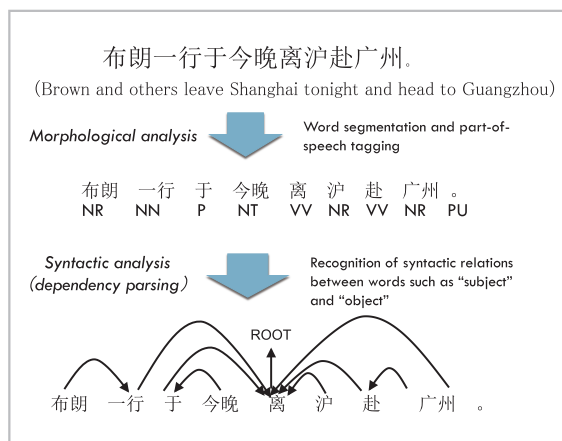 布朗一行于今晚离沪赴广州。
(Brown and others leave Shanghai tonight and head to Guangzhou)
Morphological analysis
Word segmentation and part-of-
speech tagging
布朗 一行 于 今晚 离 沪 赴 广州 。
NR NN P NT VV NR VV NR PU
Syntactic analysis
(dependency parsing)
Recognition of syntactic relations
between words such as “subject”
and “object”
ROOT
布朗 一行 于 今晚 离 沪 赴 广州 。